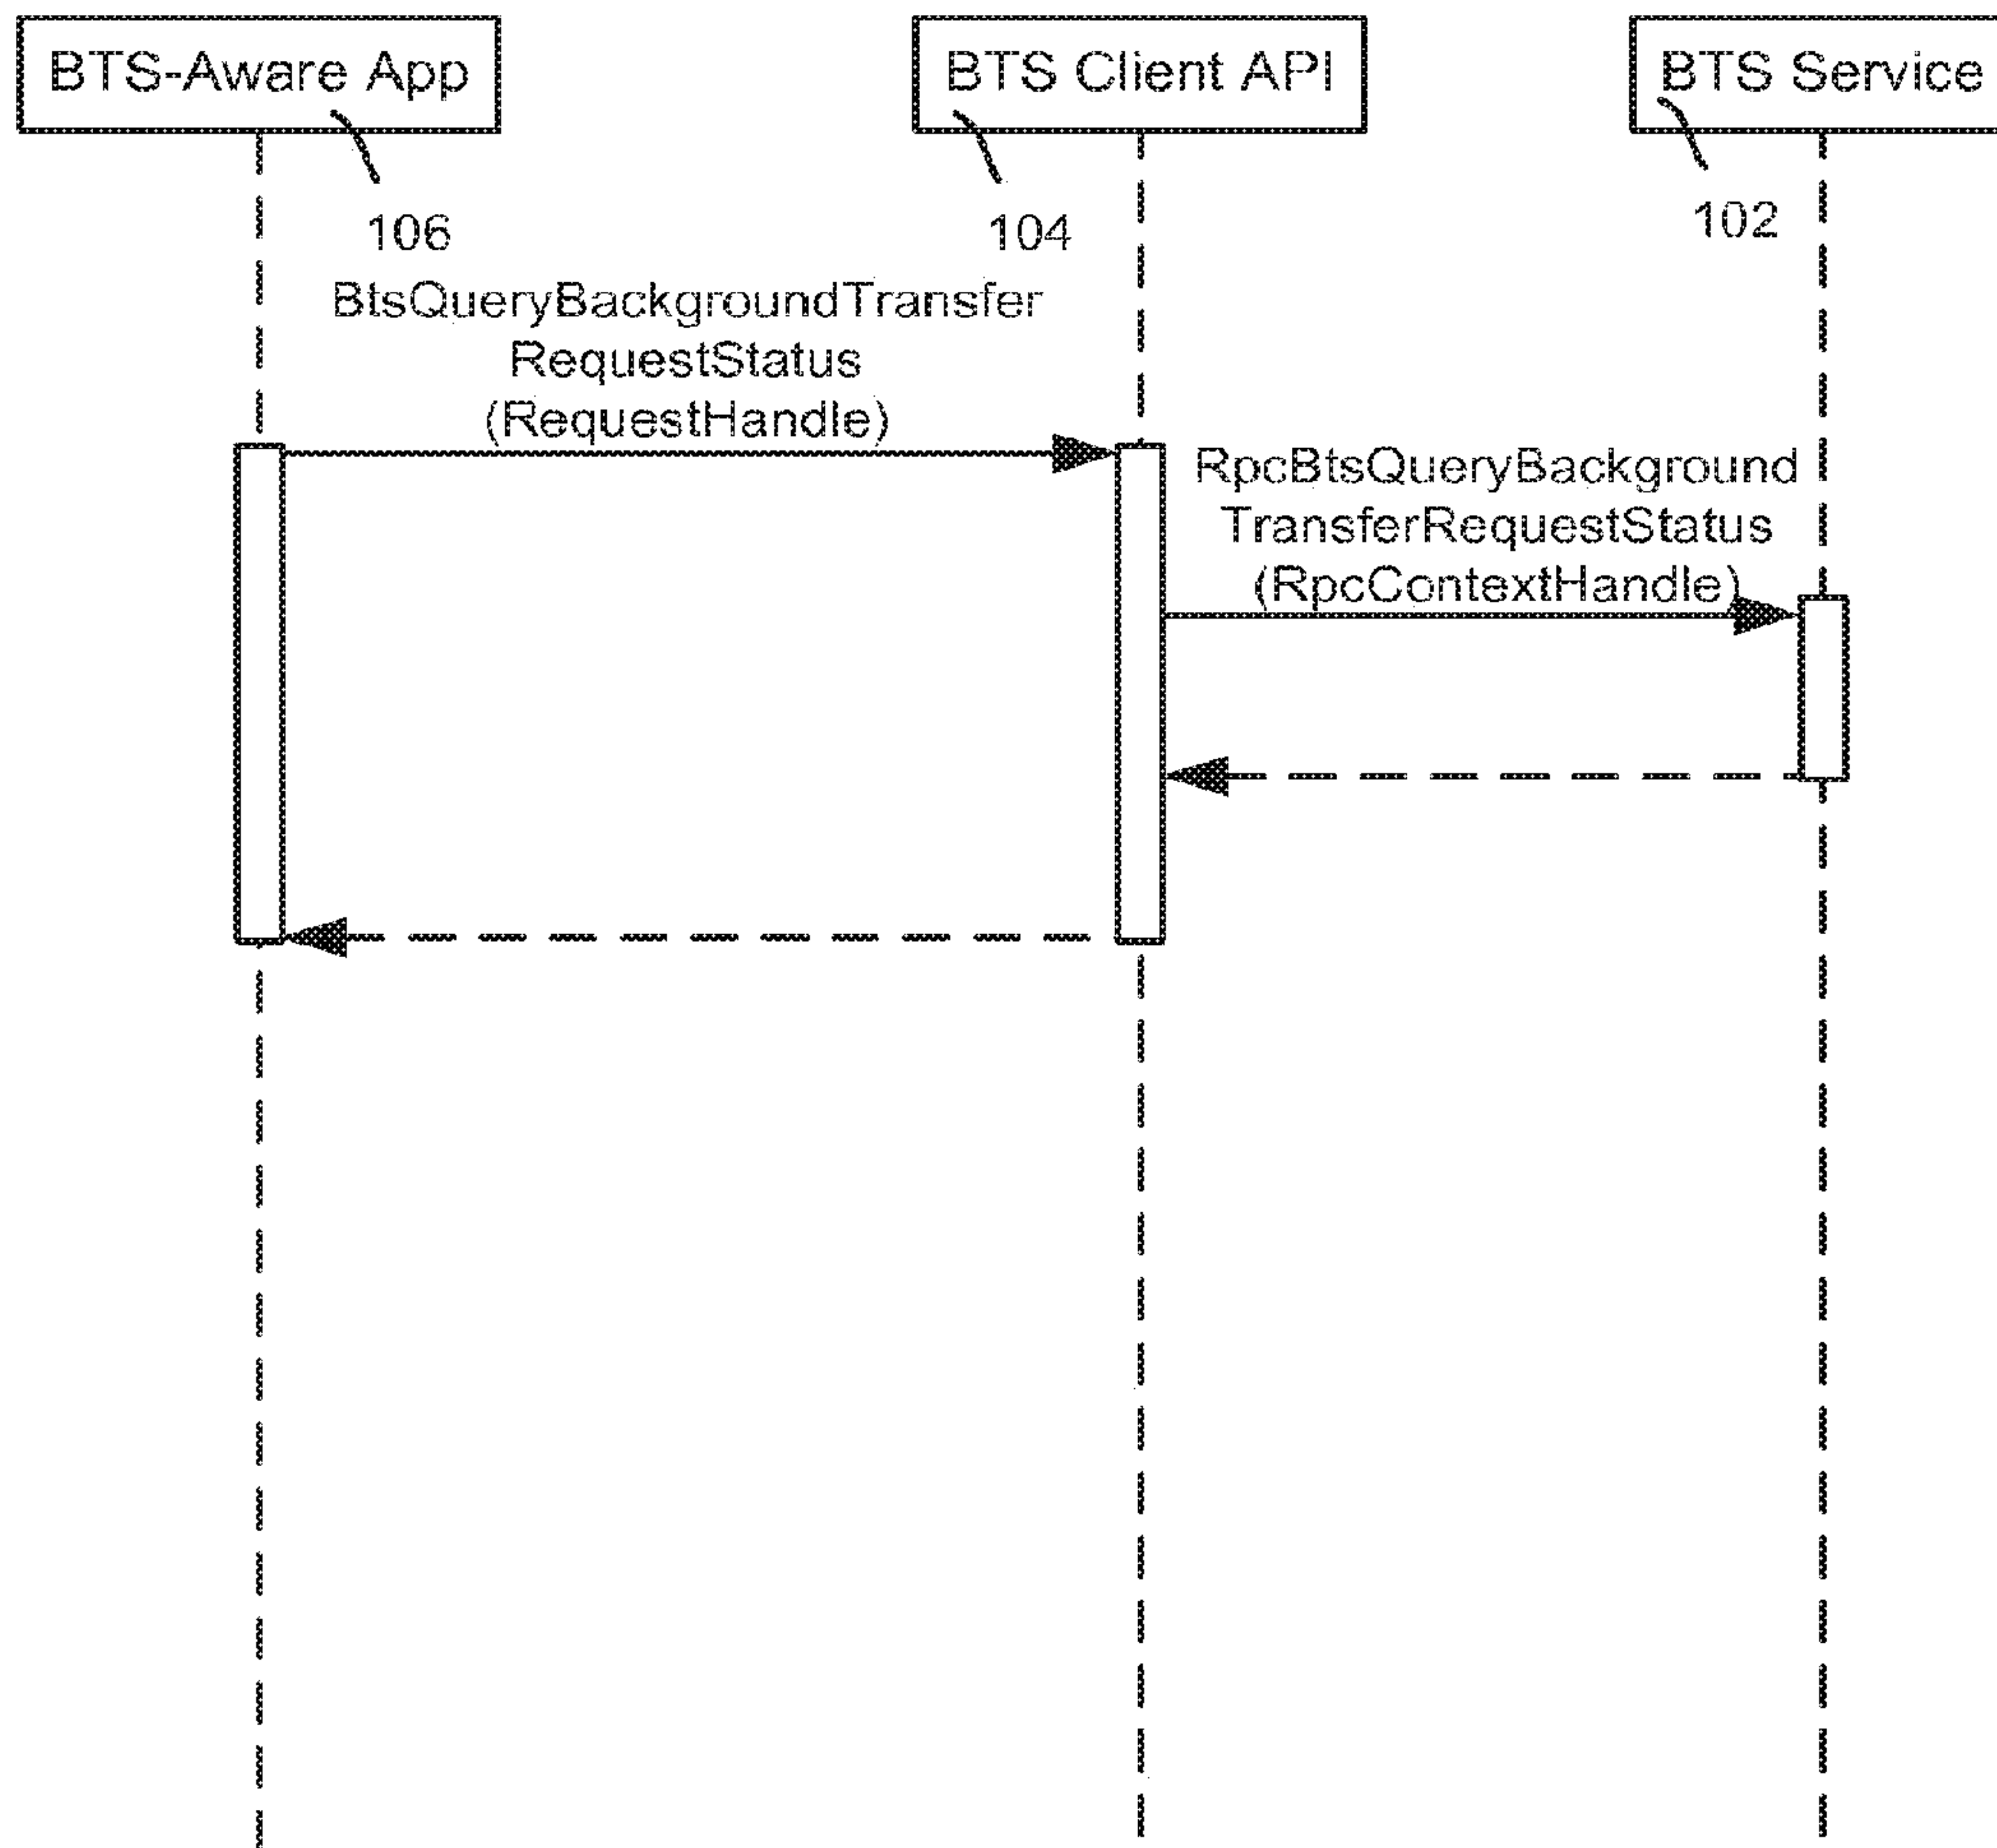 BTS-Aware App
BTS Client API
BTS Service
106
104
102
BtsQueryBackgroundTransfer
RequestStatus
(RequestHandle)
RpcBtsQueryBackground
TransferRequestStatus
(RpcContextHandle)